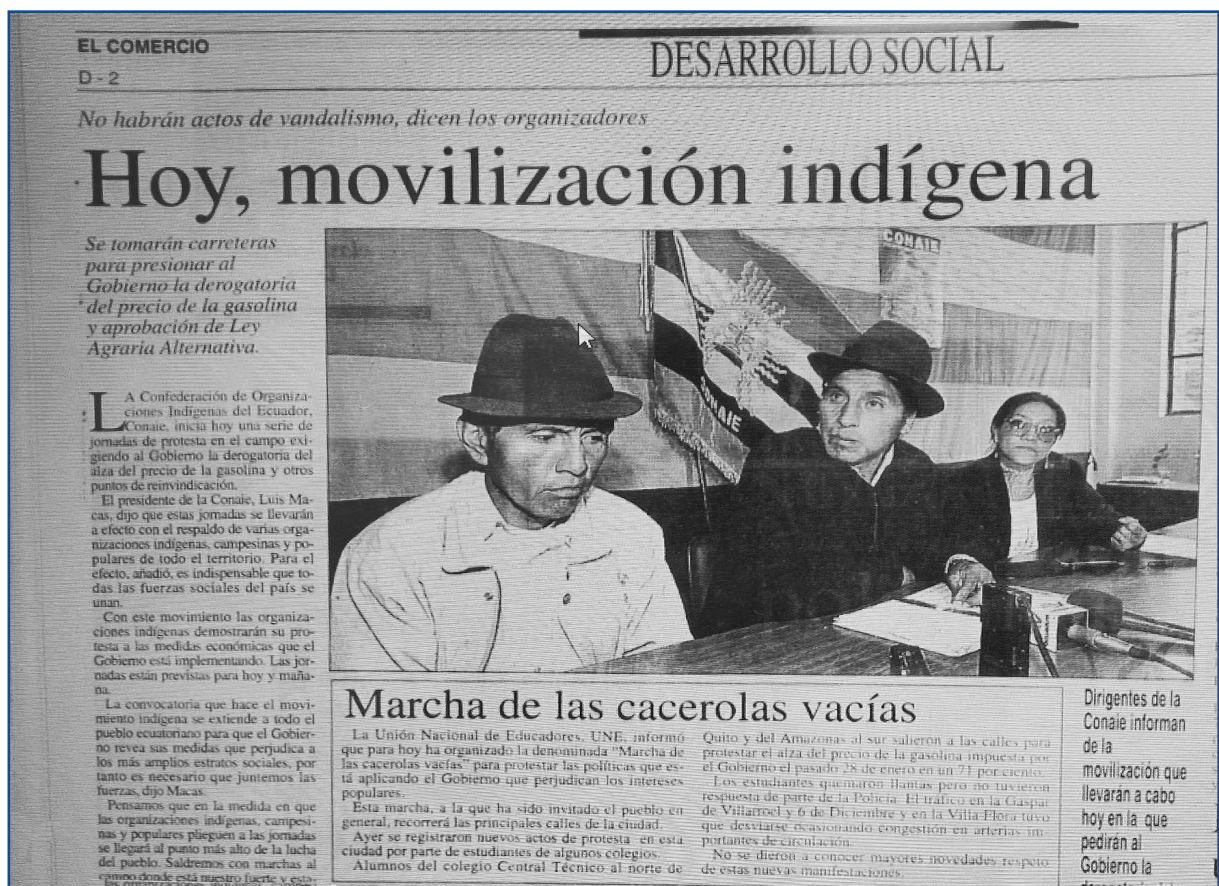 EL COMERCIO
D - 2
DESARROLLO SOCIAL
No habrán actos de vandalismo, dicen los organizadores
Hoy, movilización indígena
Se tomarán carreteras
para presionar al
Gobierno la derogatoria
del precio de la gasolina
y aprobación de Ley
Agraria Alternativa.
LA Confederación de Organiza-
ciones Indígenas del Ecuador,
Conaie, inicia hoy una serie de
jornadas de protesta en el campo exi-
giendo al Gobierno la derogatoria del
alza del precio de la gasolina y otros
puntos de reinvindicación.
El presidente de la Conaie, Luis Ma-
cas, dijo que estas jornadas se llevarán
a efecto con el respaldo de varias orga-
nizaciones indígenas, campesinas y po-
pulares de todo el territorio. Para el
efecto, añadió, es indispensable que to-
das las fuerzas sociales del país se
unan.
Con este movimiento las organiza-
ciones indígenas demostrarán su pro-
testa a las medidas económicas que el
Gobierno está implementando. Las jor-
nadas están previstas para hoy y maña-
na.
La convocatoria que hace el movi-
miento indígena se extiende a todo el
pueblo ecuatoriano para que el Gobier-
no revea sus medidas que perjudica a
los más amplios estratos sociales, por
tanto es necesario que juntemos las
fuerzas, dijo Macas.
Pensamos que en la medida en que
las organizaciones indígenas, campesi-
nas y populares plieguen a las jornadas
se llegará al punto más alto de la lucha
del pueblo. Saldremos con marchas al
campo donde está nuestro fuerte y esta-
CONAIE
CONAIE
Marcha de las cacerolas vacías
La Unión Nacional de Educadores, UNE, informó
que para hoy ha organizado la denominada "Marcha de
las cacerolas vacías" para protestar las políticas que es-
tá aplicando el Gobierno que perjudican los intereses
populares.
Esta marcha, a la que ha sido invitado el pueblo en
general, recorrerá las principales calles de la ciudad.
Ayer se registraron nuevos actos de protesta en esta
ciudad por parte de estudiantes de algunos colegios.
Alumnos del colegio Central Técnico al norte de
Quito y del Amazonas al sur salieron a las calles para
protestar el alza del precio de la gasolina impuesta por
el Gobierno el pasado 28 de enero en un 71 por ciento.
Los estudiantes quemaron llantas pero no tuvieron
respuesta de parte de la Policía. El tráfico en la Gaspar
de Villarroel y 6 de Diciembre y en la Villa Flora tuvo
que desviarse ocasionando congestión en arterias im-
portantes de circulación.
No se dieron a conocer mayores novedades respeto
de estas nuevas manifestaciones.
Dirigentes de la
Conaie informan
de la
movilización que
llevarán a cabo
hoy en la que
pedirán al
Gobierno la